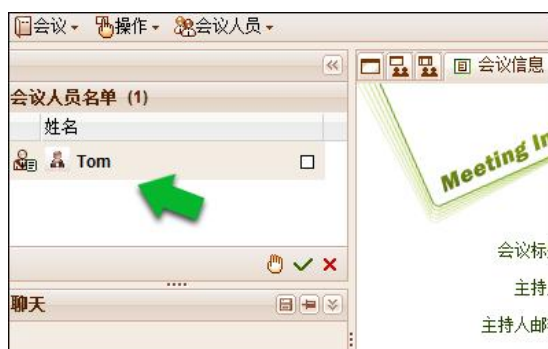 会议 操作 会议人员
会议信息
会议人员名单 (1)
姓名
Tom
Meeting
会议标
主持
主持人邮
聊天